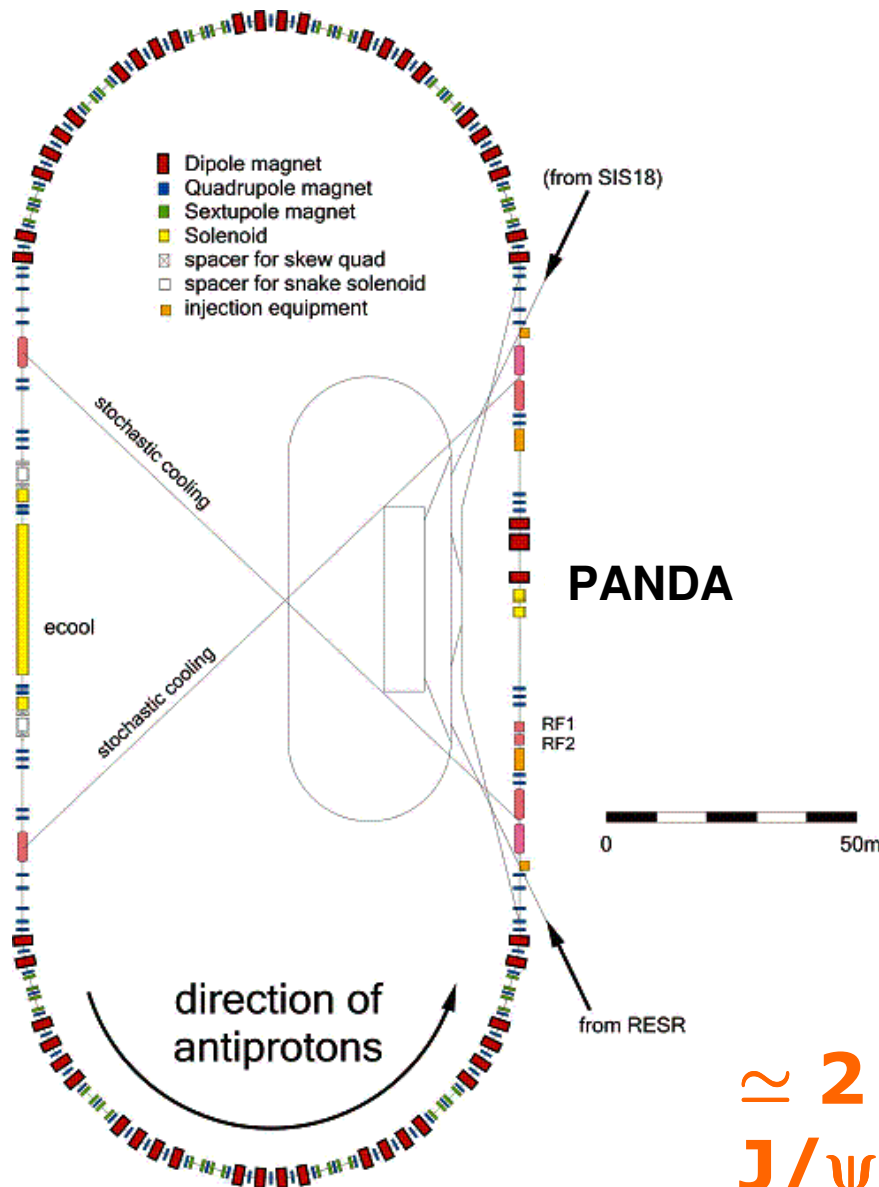 Dipole magnet
Quadrupole magnet
Sextupole magnet
Solenoid
spacer for skew quad
spacer for snake solenoid
injection equipment
(from SIS18)
stochastic cooling
PANDA
ecool
stochastic cooling
RF1
RF2
0 50m
direction of
antiprotons
from RESR
≃ 2
J/ψ